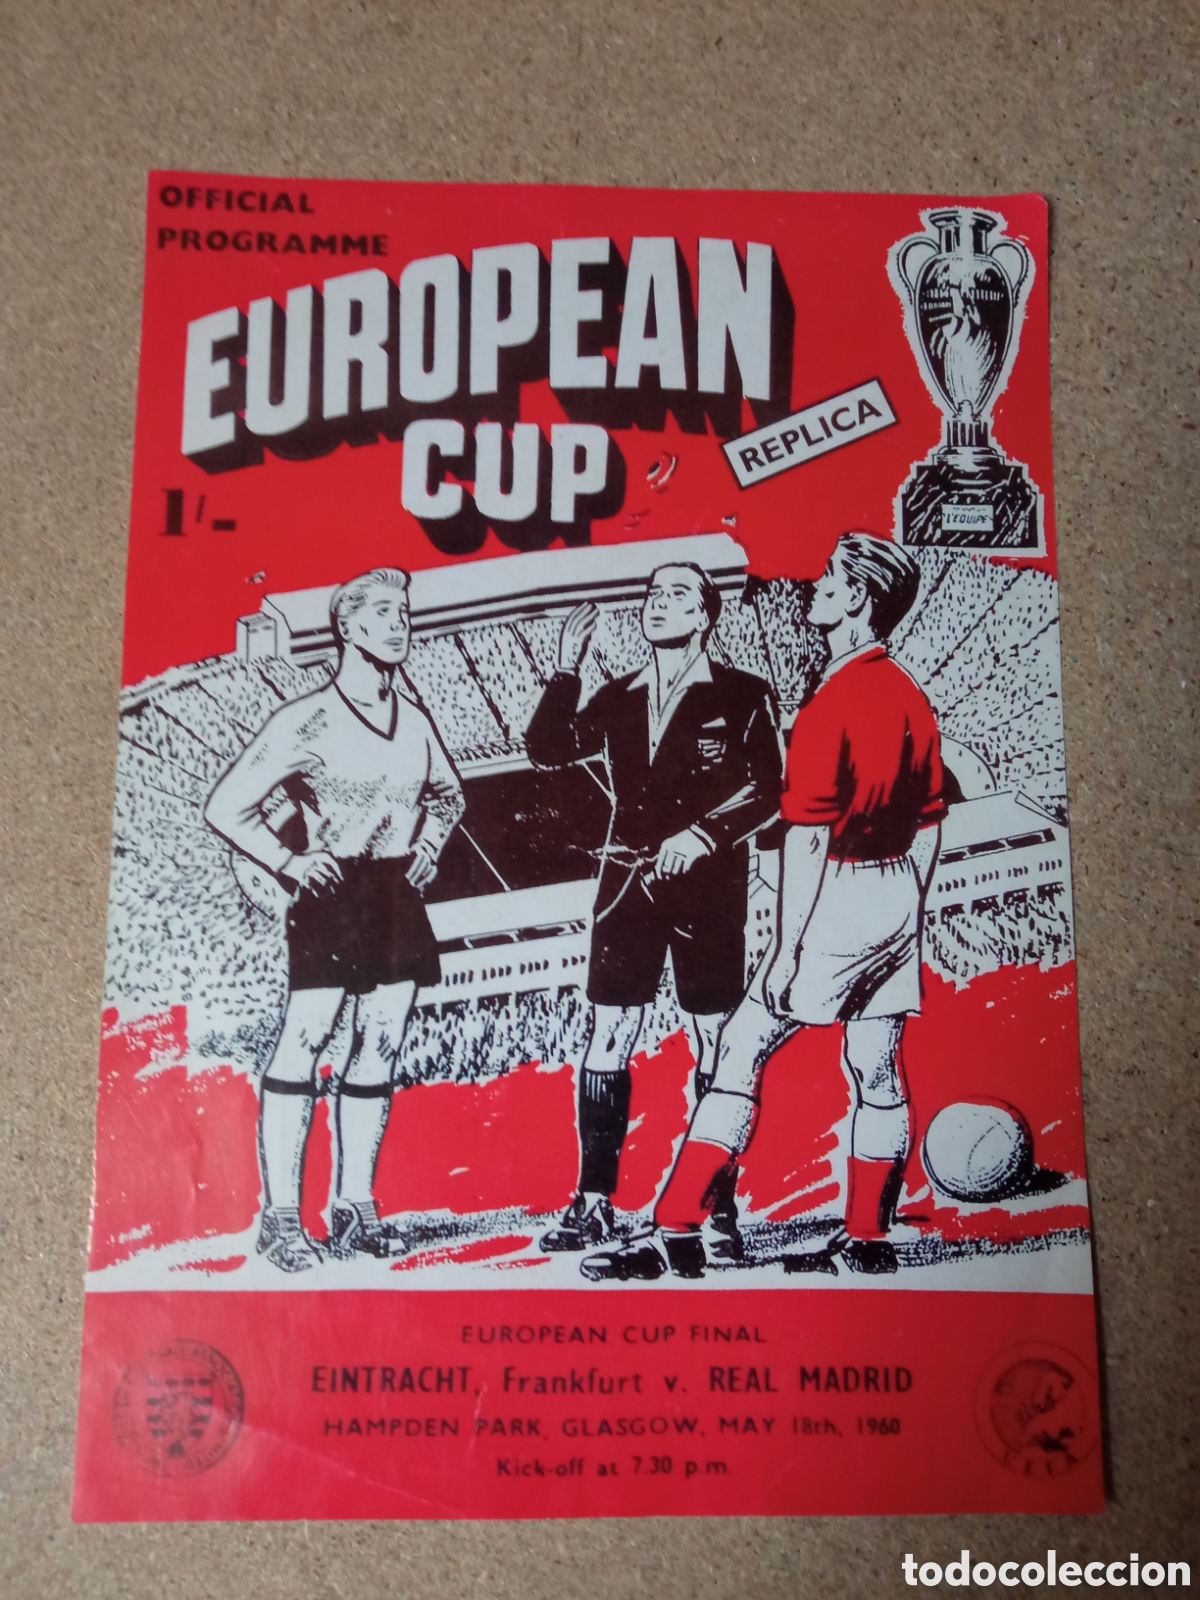 OFFICIAL
PROGRAMME
EUROPEAN
CUP
REPLICA
1/-
L'EQUIPE
EUROPEAN CUP FINAL
EINTRACHT, Frankfurt v. REAL MADRID
HAMPDEN PARK, GLASGOW, MAY 18th, 1960
Kick-off at 7.30 p.m.
UEFA
todocoleccion